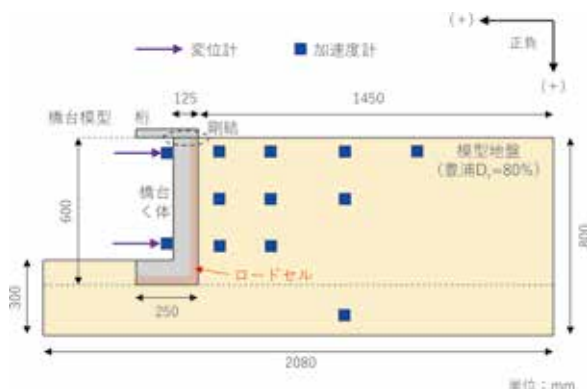 (+)
正負
(+)
変位計
加速度計
125
1450
橋台模型
桁
剛結
模型地盤
(豊浦Dr=80%)
橋台
く体
600
800
ロードセル
300
250
2080
単位：mm